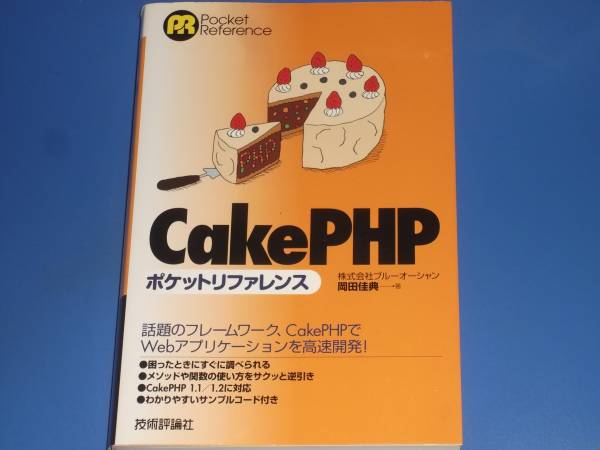 PR Pocket
Reference
PHP
CakePHP
ポケットリファレンス
株式会社ブルーオーシャン
岡田佳典──著
話題のフレームワーク、CakePHPで
Webアプリケーションを高速開発!
●困ったときにすぐに調べられる
●メソッドや関数の使い方をサクッと逆引き
●CakePHP 1.1/1.2に対応
●わかりやすいサンプルコード付き
技術評論社